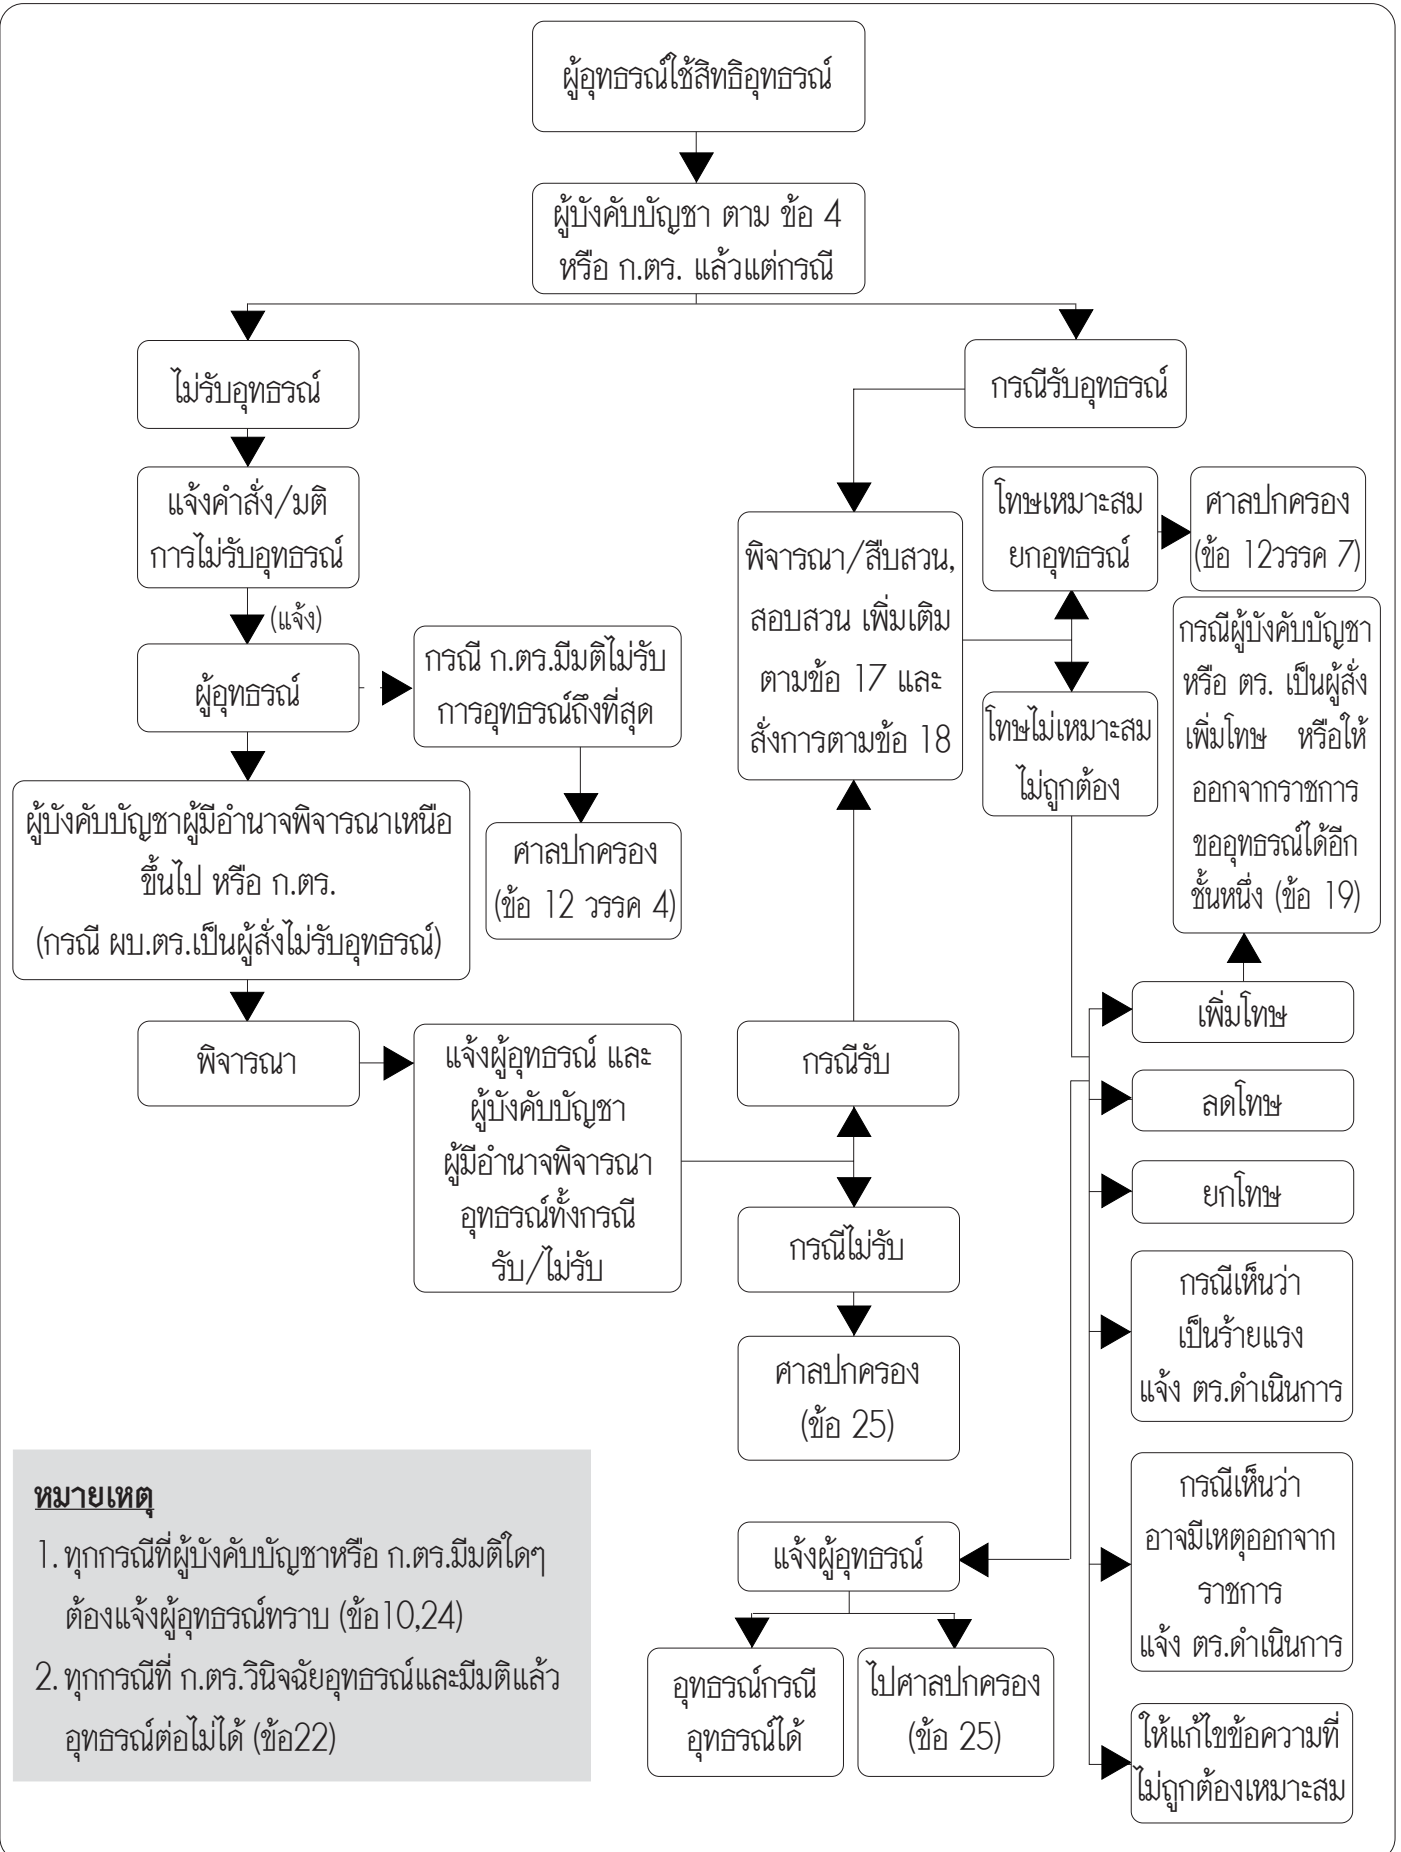 ผู้อุทธรณ์ใช้สิทธิอุทธรณ์
ผู้บังคับบัญชา ตาม ข้อ 4
หรือ ก.ตร. แล้วแต่กรณี
ไม่รับอุทธรณ์
แจ้งคำสั่ง/มติ
การไม่รับอุทธรณ์
(แจ้ง)
ผู้อุทธรณ์
กรณี ก.ตร.มีมติไม่รับ
การอุทธรณ์ถึงที่สุด
ศาลปกครอง
(ข้อ 12 วรรค 4)
ผู้บังคับบัญชาผู้มีอำนาจพิจารณาเหนือ
ขึ้นไป หรือ ก.ตร.
(กรณี ผบ.ตร.เป็นผู้สั่งไม่รับอุทธรณ์)
พิจารณา
แจ้งผู้อุทธรณ์ และ
ผู้บังคับบัญชา
ผู้มีอำนาจพิจารณา
อุทธรณ์ทั้งกรณี
รับ/ไม่รับ
กรณีรับอุทธรณ์
พิจารณา/สืบสวน,
สอบสวน เพิ่มเติม
ตามข้อ 17 และ
สั่งการตามข้อ 18
กรณีรับ
กรณีไม่รับ
ศาลปกครอง
(ข้อ 25)
โทษเหมาะสม
ยกอุทธรณ์
ศาลปกครอง
(ข้อ 12วรรค 7)
โทษไม่เหมาะสม
ไม่ถูกต้อง
กรณีผู้บังคับบัญชา
หรือ ตร. เป็นผู้สั่ง
เพิ่มโทษ หรือให้
ออกจากราชการ
ขออุทธรณ์ได้อีก
ชั้นหนึ่ง (ข้อ 19)
เพิ่มโทษ
ลดโทษ
ยกโทษ
กรณีเห็นว่า
เป็นร้ายแรง
แจ้ง ตร.ดำเนินการ
กรณีเห็นว่า
อาจมีเหตุออกจาก
ราชการ
แจ้ง ตร.ดำเนินการ
ให้แก้ไขข้อความที่
ไม่ถูกต้องเหมาะสม
แจ้งผู้อุทธรณ์
อุทธรณ์กรณี
อุทธรณ์ได้
ไปศาลปกครอง
(ข้อ 25)
หมายเหตุ
1. ทุกกรณีที่ผู้บังคับบัญชาหรือ ก.ตร.มีมติใดๆ
ต้องแจ้งผู้อุทธรณ์ทราบ (ข้อ10,24)
2. ทุกกรณีที่ ก.ตร.วินิจฉัยอุทธรณ์และมีมติแล้ว
อุทธรณ์ต่อไม่ได้ (ข้อ22)